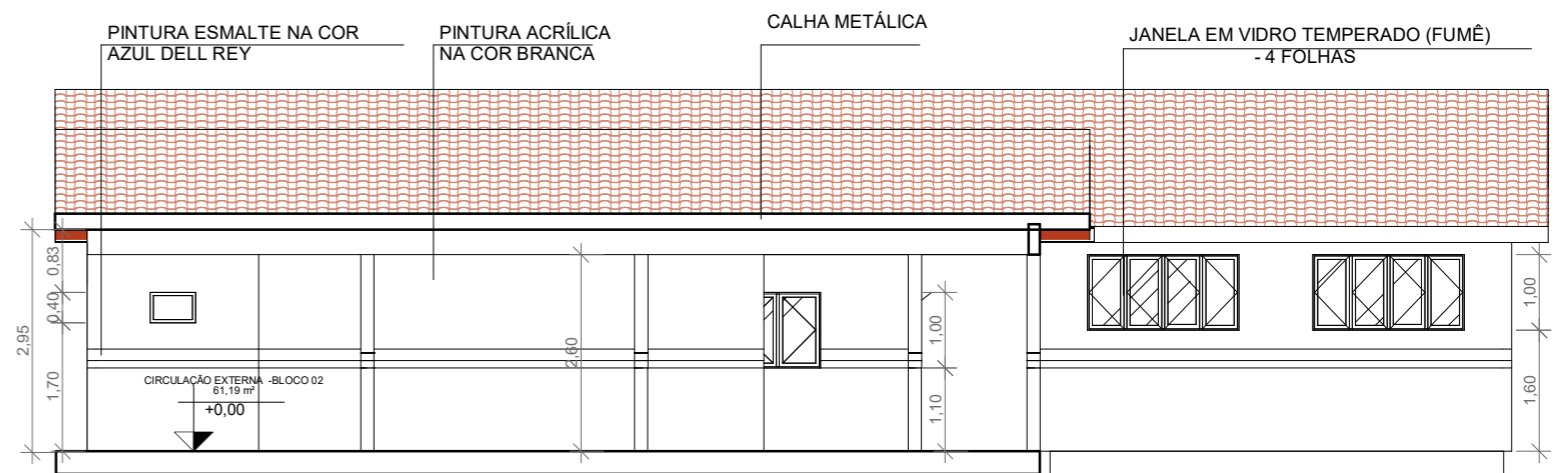 PINTURA ESMALTE NA COR
AZUL DELL REY
PINTURA ACRÍLICA
NA COR BRANCA
CALHA METÁLICA
JANELA EM VIDRO TEMPERADO (FUMÊ)
- 4 FOLHAS
2,95
0,83
0,40
1,70
2,60
1,00
1,10
1,00
1,60
CIRCULAÇÃO EXTERNA -BLOCO 02
61,19 m²
+0,00